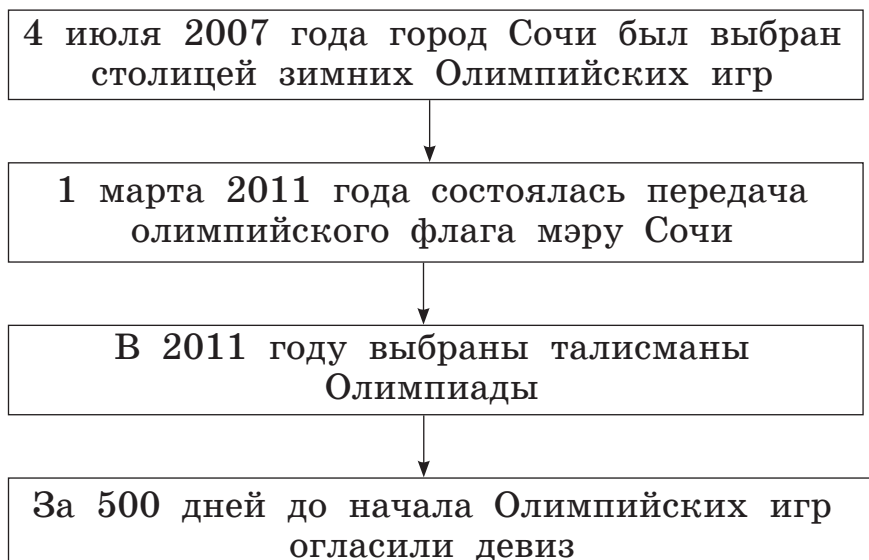 4 июля 2007 года город Сочи был выбран
столицей зимних Олимпийских игр
1 марта 2011 года состоялась передача
олимпийского флага мэру Сочи
В 2011 году выбраны талисманы
Олимпиады
За 500 дней до начала Олимпийских игр
огласили девиз